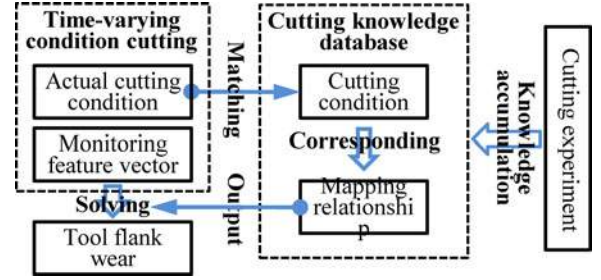 Time-varying
condition cutting
Actual cutting
condition
Monitoring
feature vector
Solving
Tool flank
wear
Matching
Output
Cutting knowledge
database
Cutting
condition
Corresponding
Mapping
relationshi
p
Knowledge
accumulation
Cutting experiment